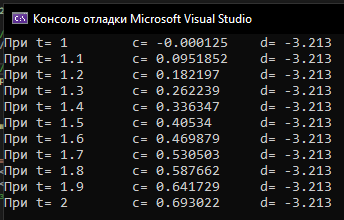 Консоль отладки Microsoft Visual Studio
При t= 1 c= -0.000125 d= -3.213
При t= 1.1 c= 0.0951852 d= -3.213
При t= 1.2 c= 0.182197 d= -3.213
При t= 1.3 c= 0.262239 d= -3.213
При t= 1.4 c= 0.336347 d= -3.213
При t= 1.5 c= 0.40534 d= -3.213
При t= 1.6 c= 0.469879 d= -3.213
При t= 1.7 c= 0.530503 d= -3.213
При t= 1.8 c= 0.587662 d= -3.213
При t= 1.9 c= 0.641729 d= -3.213
При t= 2 c= 0.693022 d= -3.213